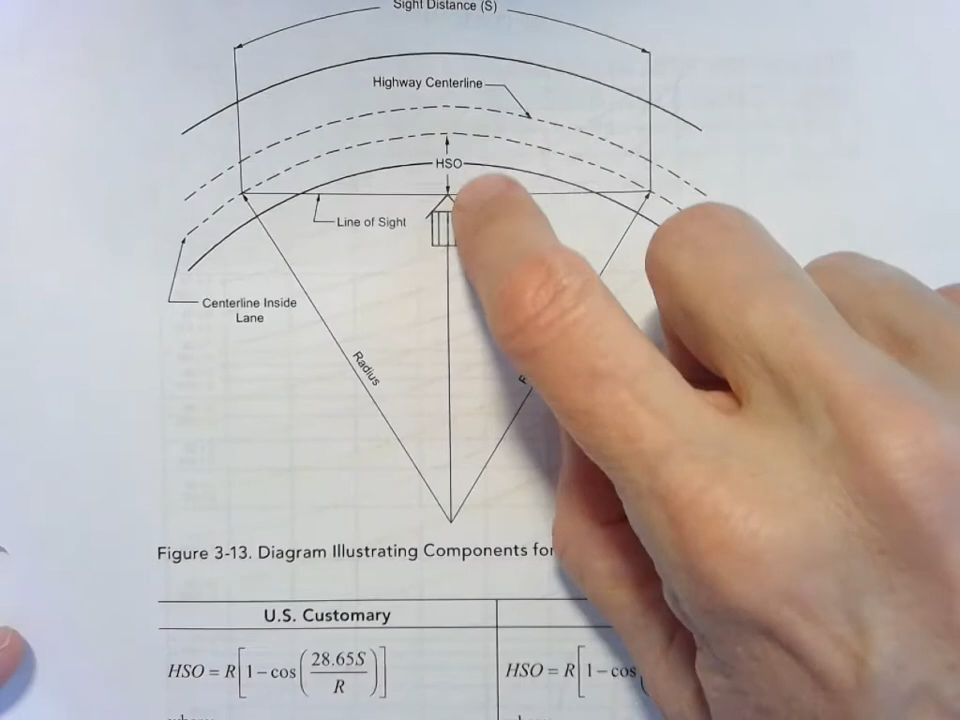 Sight Distance (S)
Highway Centerline
HSO
Line of Sight
Centerline Inside
Lane
Radius
Figure 3-13. Diagram Illustrating Components for
U.S. Customary
HSO = R[1 − cos(28.65S / R)]
HSO = R[1 − cos